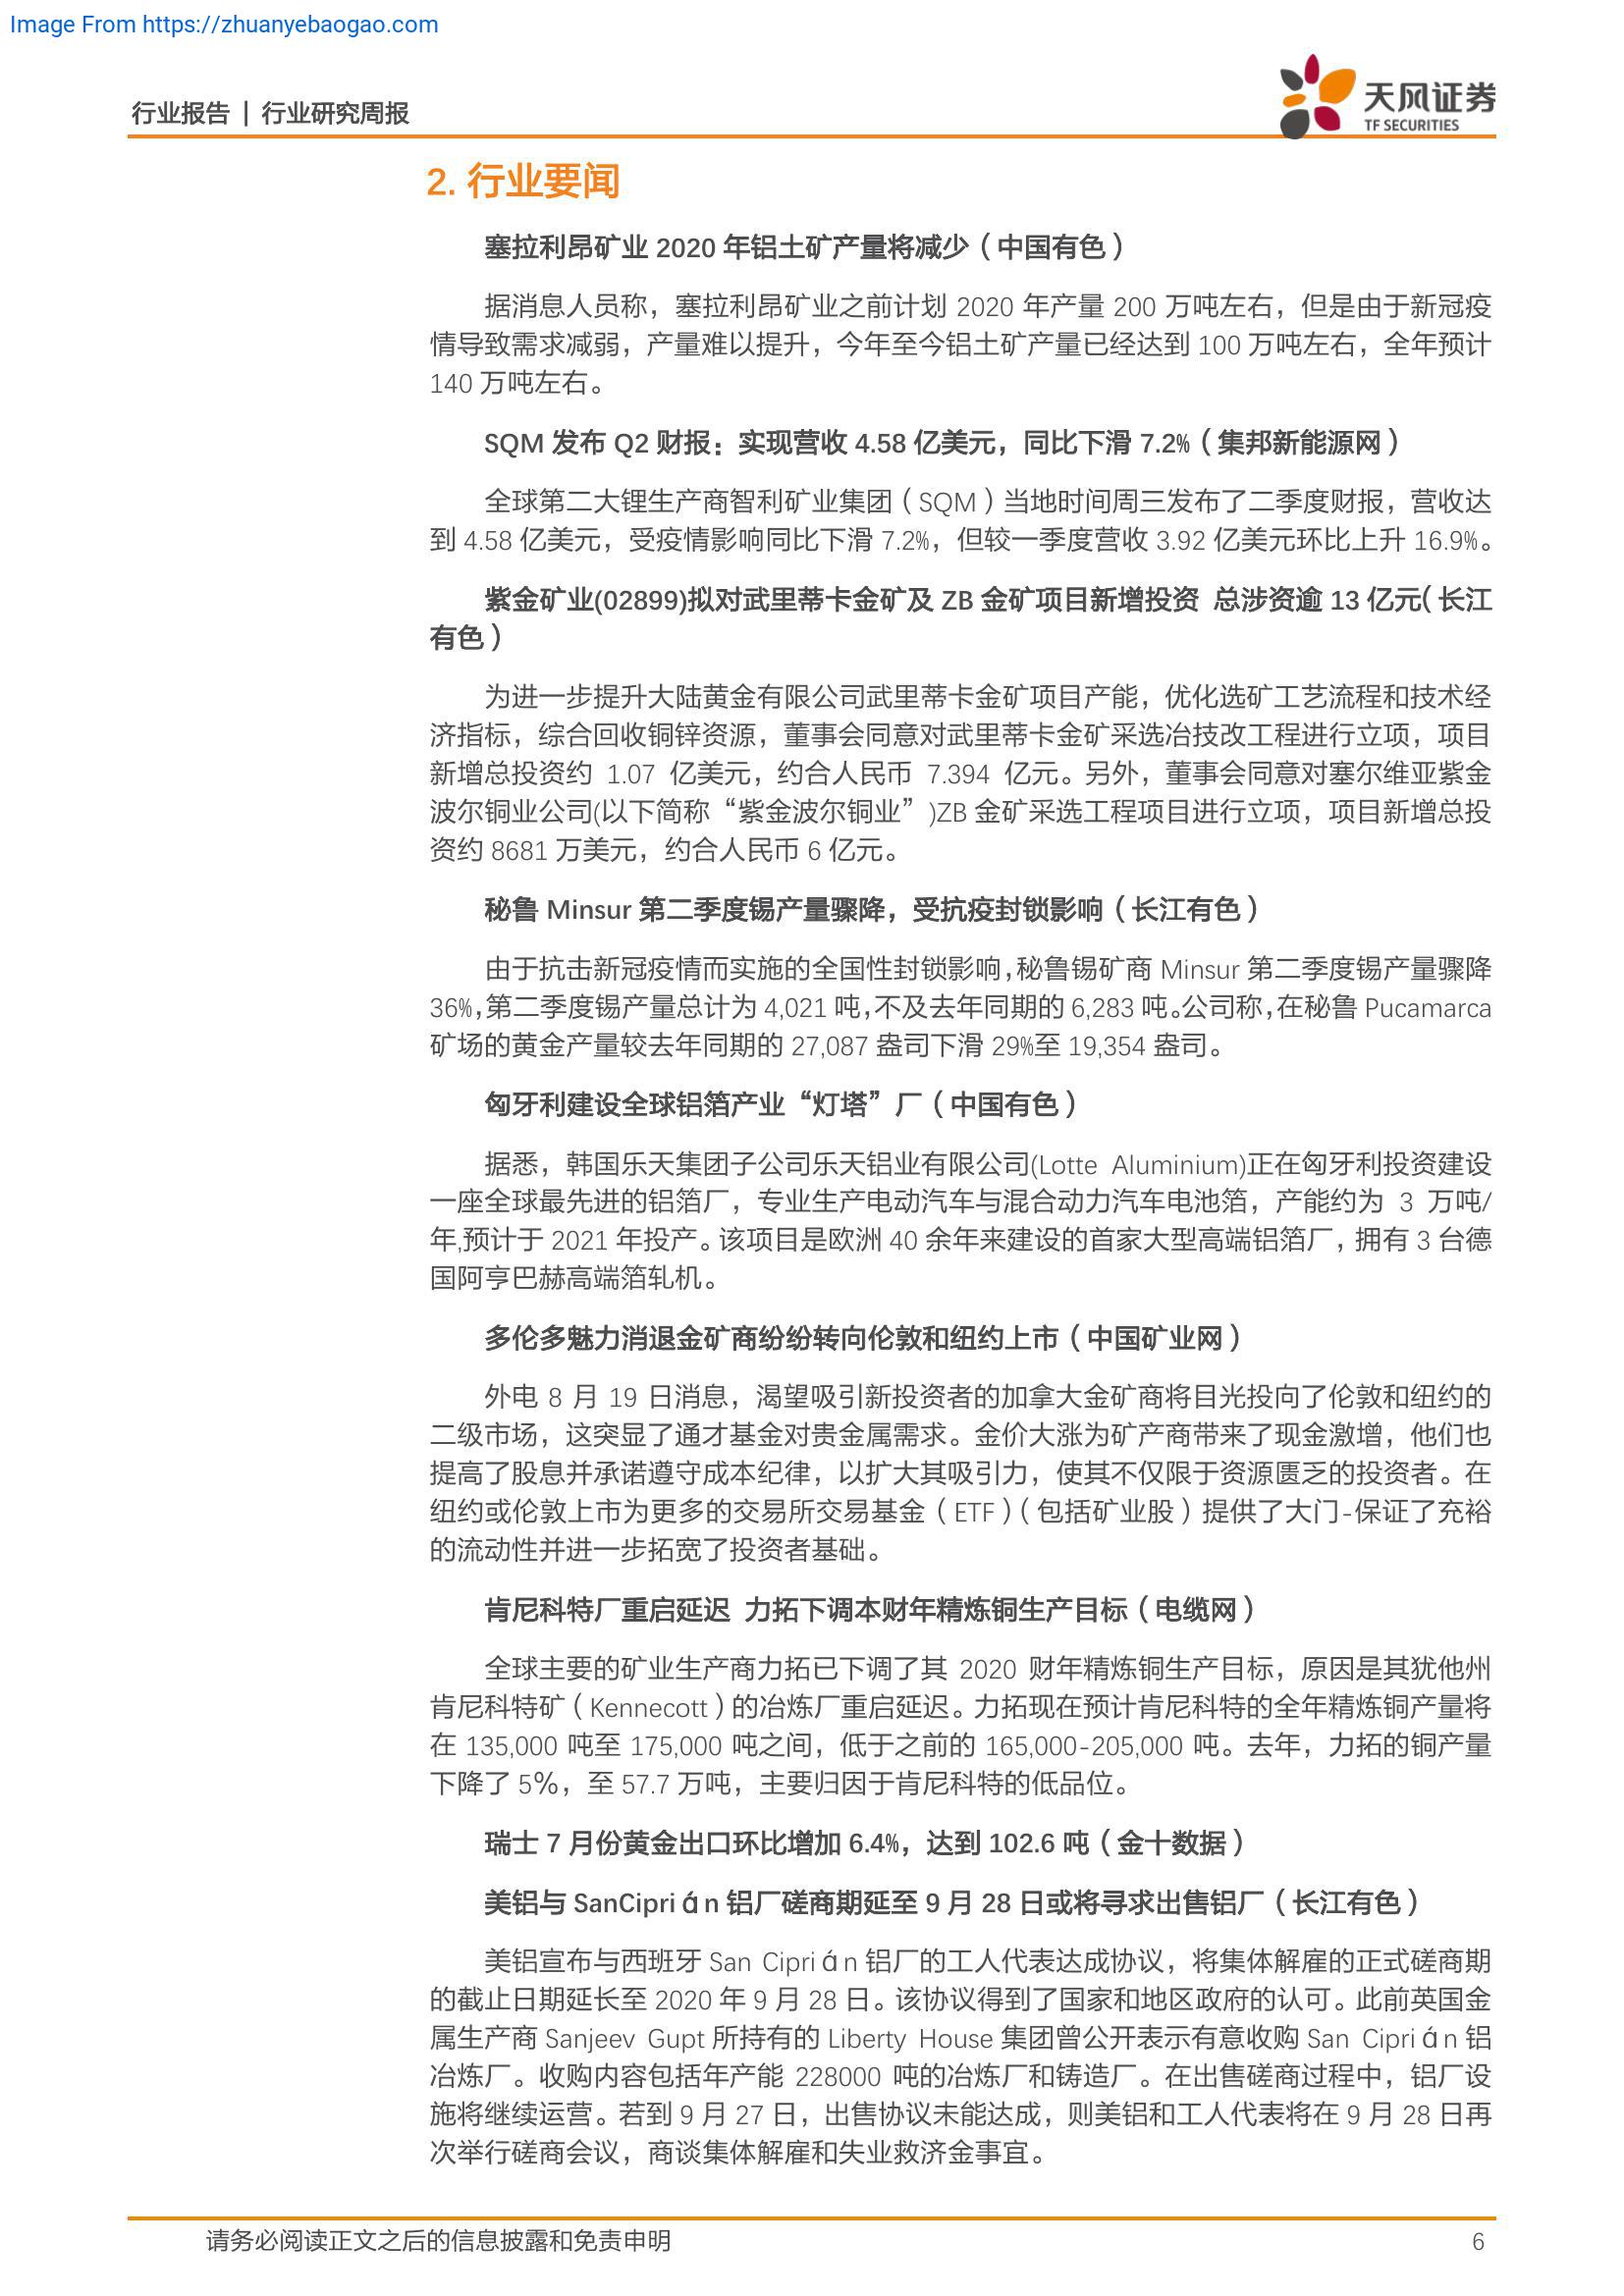 Image From https://zhuanyebaogao.com
行业报告 | 行业研究周报
天风证券
TF SECURITIES
2. 行业要闻
塞拉利昂矿业 2020 年铝土矿产量将减少（中国有色）
据消息人员称，塞拉利昂矿业之前计划 2020 年产量 200 万吨左右，但是由于新冠疫
情导致需求减弱，产量难以提升，今年至今铝土矿产量已经达到 100 万吨左右，全年预计
140 万吨左右。
SQM 发布 Q2 财报：实现营收 4.58 亿美元，同比下滑 7.2%（集邦新能源网）
全球第二大锂生产商智利矿业集团（SQM）当地时间周三发布了二季度财报，营收达
到 4.58 亿美元，受疫情影响同比下滑 7.2%，但较一季度营收 3.92 亿美元环比上升 16.9%。
紫金矿业(02899)拟对武里蒂卡金矿及 ZB 金矿项目新增投资 总涉资逾 13 亿元（长江
有色）
为进一步提升大陆黄金有限公司武里蒂卡金矿项目产能，优化选矿工艺流程和技术经
济指标，综合回收铜锌资源，董事会同意对武里蒂卡金矿采选冶技改工程进行立项，项目
新增总投资约 1.07 亿美元，约合人民币 7.394 亿元。另外，董事会同意对塞尔维亚紫金
波尔铜业公司(以下简称“紫金波尔铜业”)ZB 金矿采选工程项目进行立项，项目新增总投
资约 8681 万美元，约合人民币 6 亿元。
秘鲁 Minsur 第二季度锡产量骤降，受抗疫封锁影响（长江有色）
由于抗击新冠疫情而实施的全国性封锁影响，秘鲁锡矿商 Minsur 第二季度锡产量骤降
36%，第二季度锡产量总计为 4,021 吨，不及去年同期的 6,283 吨。公司称，在秘鲁 Pucamarca
矿场的黄金产量较去年同期的 27,087 盎司下滑 29%至 19,354 盎司。
匈牙利建设全球铝箔产业“灯塔”厂（中国有色）
据悉，韩国乐天集团子公司乐天铝业有限公司(Lotte Aluminium)正在匈牙利投资建设
一座全球最先进的铝箔厂，专业生产电动汽车与混合动力汽车电池箔，产能约为 3 万吨/
年,预计于 2021 年投产。该项目是欧洲 40 余年来建设的首家大型高端铝箔厂，拥有 3 台德
国阿亨巴赫高端箔轧机。
多伦多魅力消退金矿商纷纷转向伦敦和纽约上市（中国矿业网）
外电 8 月 19 日消息，渴望吸引新投资者的加拿大金矿商将目光投向了伦敦和纽约的
二级市场，这突显了通才基金对贵金属需求。金价大涨为矿产商带来了现金激增，他们也
提高了股息并承诺遵守成本纪律，以扩大其吸引力，使其不仅限于资源匮乏的投资者。在
纽约或伦敦上市为更多的交易所交易基金（ETF）（包括矿业股）提供了大门-保证了充裕
的流动性并进一步拓宽了投资者基础。
肯尼科特厂重启延迟 力拓下调本财年精炼铜生产目标（电缆网）
全球主要的矿业生产商力拓已下调了其 2020 财年精炼铜生产目标，原因是其犹他州
肯尼科特矿（Kennecott）的冶炼厂重启延迟。力拓现在预计肯尼科特的全年精炼铜产量将
在 135,000 吨至 175,000 吨之间，低于之前的 165,000-205,000 吨。去年，力拓的铜产量
下降了 5％，至 57.7 万吨，主要归因于肯尼科特的低品位。
瑞士 7 月份黄金出口环比增加 6.4%，达到 102.6 吨（金十数据）
美铝与 SanCiprián 铝厂磋商期延至 9 月 28 日或将寻求出售铝厂（长江有色）
美铝宣布与西班牙 San Ciprián 铝厂的工人代表达成协议，将集体解雇的正式磋商期
的截止日期延长至 2020 年 9 月 28 日。该协议得到了国家和地区政府的认可。此前英国金
属生产商 Sanjeev Gupt 所持有的 Liberty House 集团曾公开表示有意收购 San Ciprián 铝
冶炼厂。收购内容包括年产能 228000 吨的冶炼厂和铸造厂。在出售磋商过程中，铝厂设
施将继续运营。若到 9 月 27 日，出售协议未能达成，则美铝和工人代表将在 9 月 28 日再
次举行磋商会议，商谈集体解雇和失业救济金事宜。
请务必阅读正文之后的信息披露和免责申明
6